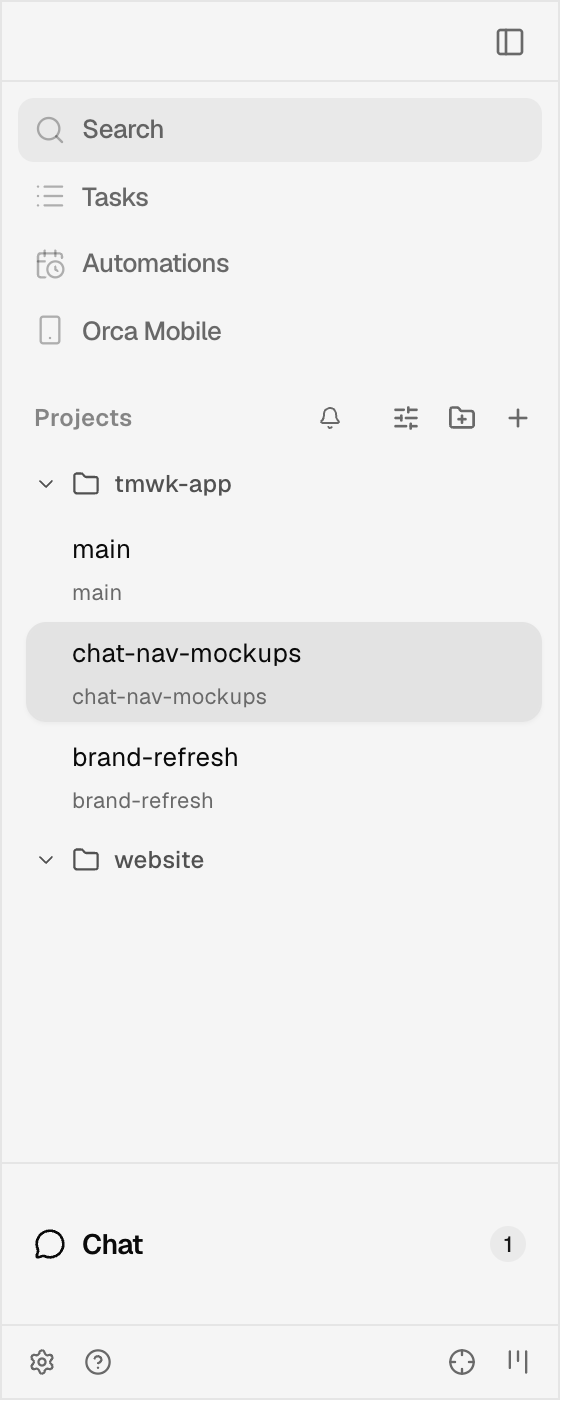 Search
Tasks
Automations
Orca Mobile
Projects
tmwk-app
main
main
chat-nav-mockups
chat-nav-mockups
brand-refresh
brand-refresh
website
Chat
1